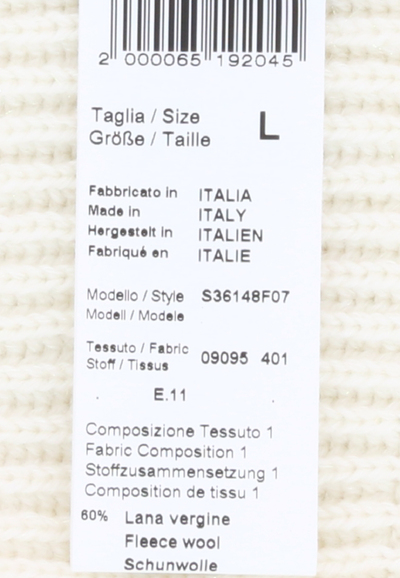 2 000065 192045
Taglia / Size
Größe / Taille
L
Fabbricato in ITALIA
Made in ITALY
Hergestelt in ITALIEN
Fabriqué en ITALIE
Modello / Style S36148F07
Modell / Modele
Tessuto / Fabric
Stoff / Tissus
09095 401
E.11
Composizione Tessuto 1
Fabric Composition 1
Stoffzusammensetzung 1
Composition de tissu 1
60% Lana vergine
Fleece wool
Schunwolle